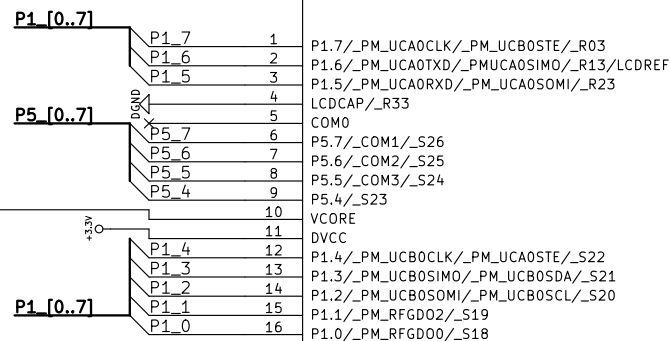 P1_[0..7]
P1_7 1 P1.7/_PM_UCA0CLK/_PM_UCB0STE/_R03
P1_6 2 P1.6/_PM_UCA0TXD/_PMUCA0SIMO/_R13/LCDREF
P1_5 3 P1.5/_PM_UCA0RXD/_PM_UCA0SOMI/_R23
DGND 4 LCDCAP/_R33
P5_[0..7] 5 COM0
P5_7 6 P5.7/_COM1/_S26
P5_6 7 P5.6/_COM2/_S25
P5_5 8 P5.5/_COM3/_S24
P5_4 9 P5.4/_S23
10 VCORE
+3.3V 11 DVCC
P1_4 12 P1.4/_PM_UCB0CLK/_PM_UCA0STE/_S22
P1_3 13 P1.3/_PM_UCB0SIMO/_PM_UCB0SDA/_S21
P1_2 14 P1.2/_PM_UCB0SOMI/_PM_UCB0SCL/_S20
P1_[0..7] P1_1 15 P1.1/_PM_RFGDO2/_S19
P1_0 16 P1.0/_PM_RFGDO0/_S18